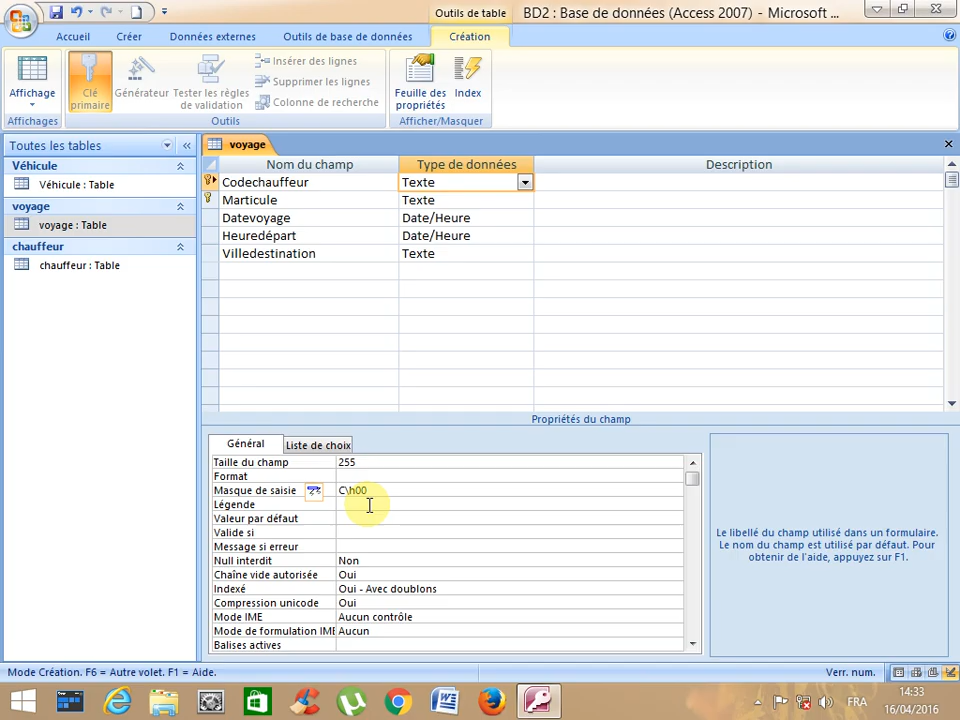 Outils de table
BD2 : Base de données (Access 2007) - Microsoft ...
Accueil
Créer
Données externes
Outils de base de données
Création
Affichage
Clé primaire
Générateur
Tester les règles de validation
Insérer des lignes
Supprimer les lignes
Colonne de recherche
Feuille des propriétés
Index
Affichages
Outils
Afficher/Masquer
Toutes les tables
«
voyage
Véhicule
Véhicule : Table
voyage
voyage : Table
chauffeur
chauffeur : Table
Nom du champ Type de données Description
Codechauffeur Texte
Marticule Texte
Datevoyage Date/Heure
Heuredépart Date/Heure
Villedestination Texte
Propriétés du champ
Général Liste de choix
Taille du champ 255
Format
Masque de saisie C\h00
Légende
Valeur par défaut
Valide si
Message si erreur
Null interdit Non
Chaîne vide autorisée Oui
Indexé Oui - Avec doublons
Compression unicode Oui
Mode IME Aucun contrôle
Mode de formulation IME Aucun
Balises actives
Le libellé du champ utilisé dans un formulaire.
Le nom du champ est utilisé par défaut. Pour
obtenir de l'aide, appuyez sur F1.
Mode Création. F6 = Autre volet. F1 = Aide.
Verr. num.
FRA
14:33
16/04/2016